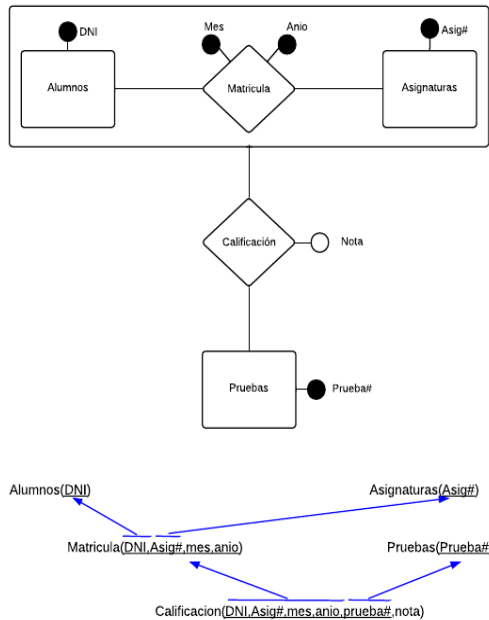 DNI
Mes
Anio
Asig#
Alumnos
Matricula
Asignaturas
Calificación
Nota
Pruebas
Prueba#
Alumnos(DNI)
Asignaturas(Asig#)
Matricula(DNI,Asig#,mes,anio)
Pruebas(Prueba#
Calificacion(DNI,Asig#,mes,anio,prueba#,nota)